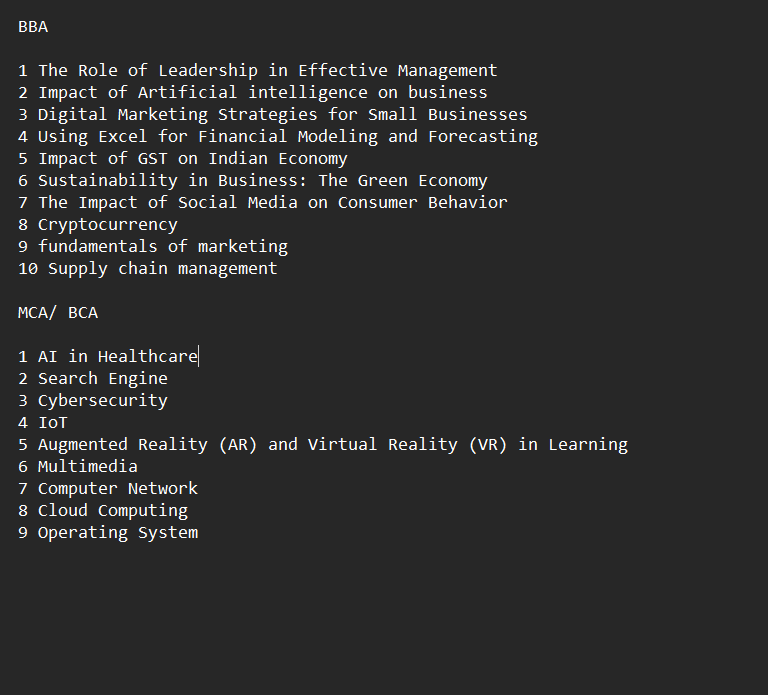 BBA
1 The Role of Leadership in Effective Management
2 Impact of Artificial intelligence on business
3 Digital Marketing Strategies for Small Businesses
4 Using Excel for Financial Modeling and Forecasting
5 Impact of GST on Indian Economy
6 Sustainability in Business: The Green Economy
7 The Impact of Social Media on Consumer Behavior
8 Cryptocurrency
9 fundamentals of marketing
10 Supply chain management
MCA/ BCA
1 AI in Healthcare
2 Search Engine
3 Cybersecurity
4 IoT
5 Augmented Reality (AR) and Virtual Reality (VR) in Learning
6 Multimedia
7 Computer Network
8 Cloud Computing
9 Operating System